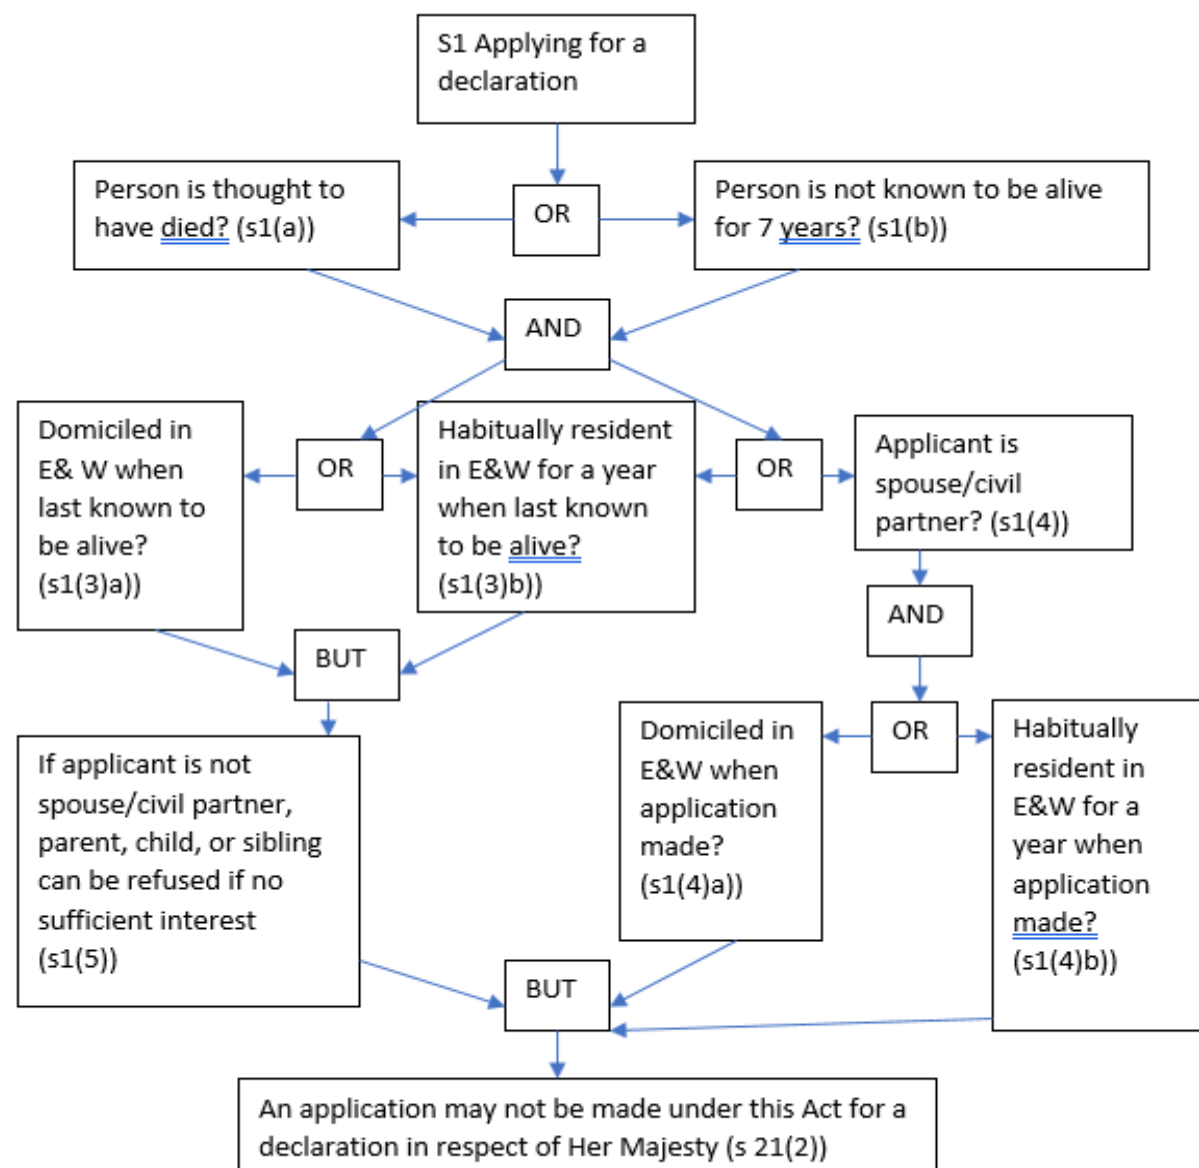 S1 Applying for a
declaration
Person is thought to
have died? (s1(a))
OR
Person is not known to be alive
for 7 years? (s1(b))
AND
Domiciled in
E& W when
last known to
be alive?
(s1(3)a))
OR
Habitually resident
in E&W for a year
when last known
to be alive?
(s1(3)b))
OR
Applicant is
spouse/civil
partner? (s1(4))
AND
BUT
OR
If applicant is not
spouse/civil partner,
parent, child, or sibling
can be refused if no
sufficient interest
(s1(5))
Domiciled in
E&W when
application
made?
(s1(4)a))
Habitually
resident in
E&W for a
year when
application
made?
(s1(4)b))
BUT
An application may not be made under this Act for a
declaration in respect of Her Majesty (s 21(2))